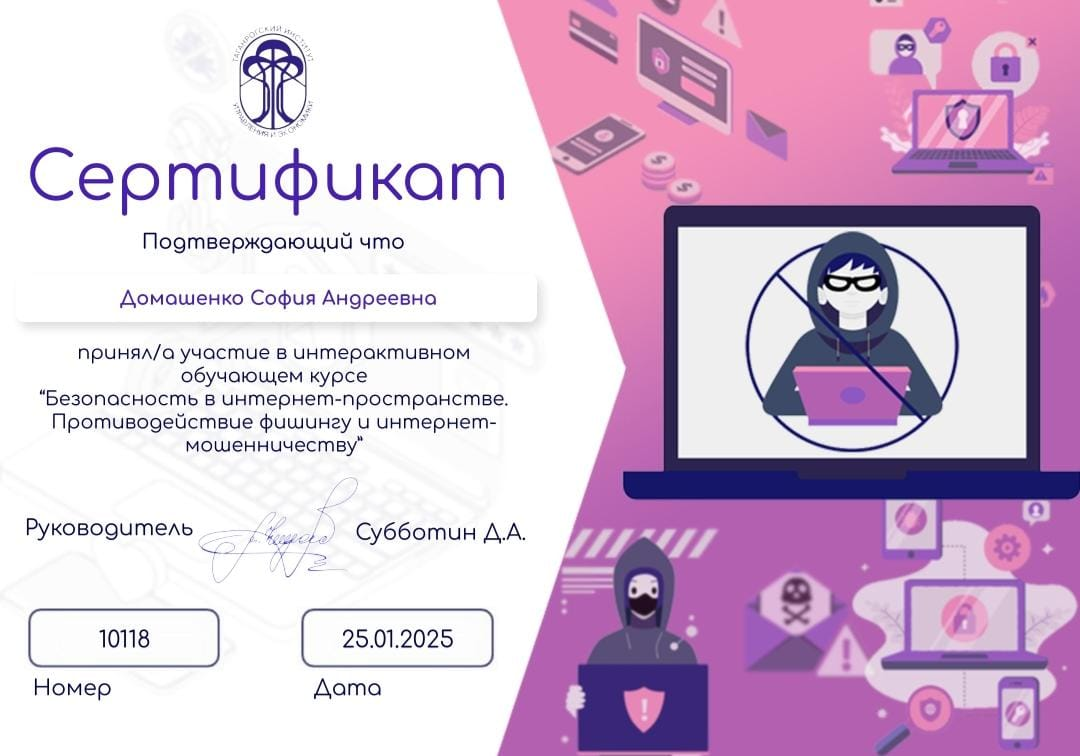 ТАГАНРОГСКИЙ ИНСТИТУТ
УПРАВЛЕНИЯ И ЭКОНОМИКИ
Сертификат
Подтверждающий что
Домашенко София Андреевна
принял/а участие в интерактивном
обучающем курсе
“Безопасность в интернет-пространстве.
Противодействие фишингу и интернет-
мошенничеству”
Руководитель
Субботин Д.А.
10118
25.01.2025
Номер
Дата